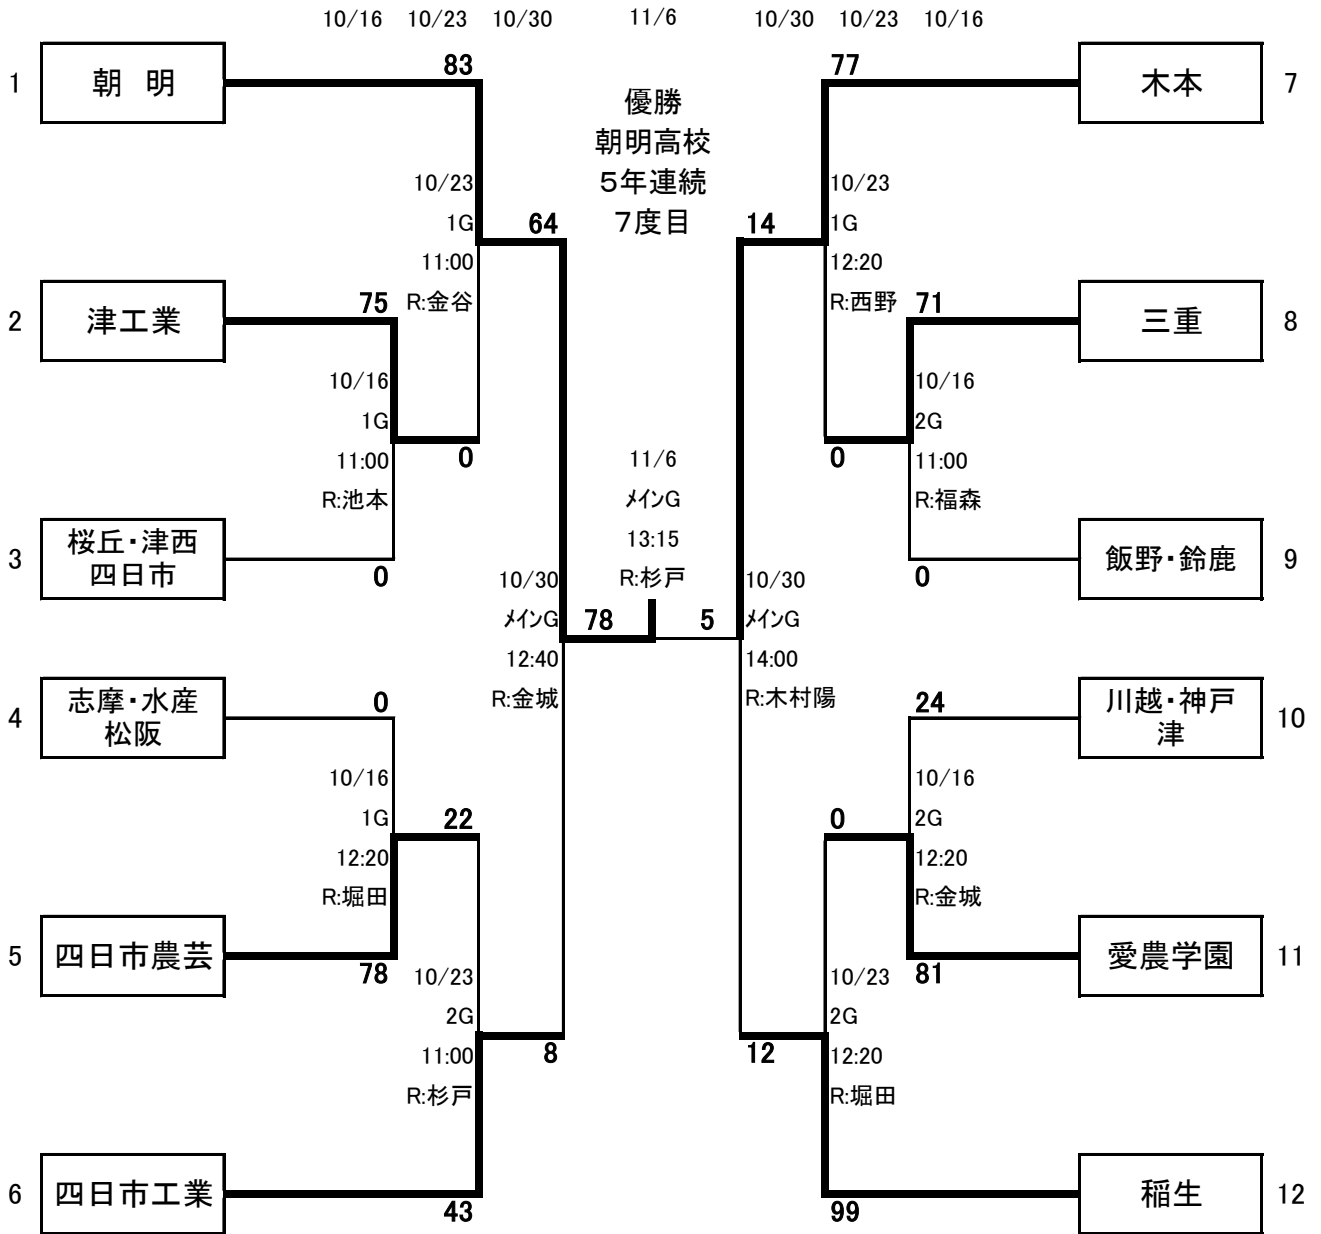 10/16 10/23 10/30 11/6 10/30 10/23 10/16
1 朝 明 83 77 木本 7
優勝
朝明高校
５年連続
７度目
10/23
1G
11:00
R:金谷
64
14
10/23
1G
12:20
R:西野
2 津工業 75
71 三重 8
10/16
1G
11:00
R:池本
0
0
10/16
2G
11:00
R:福森
3 桜丘・津西
四日市
0
飯野・鈴鹿 9
0
11/6
ﾒｲﾝG
13:15
R:杉戸
78 5
10/30
ﾒｲﾝG
12:40
R:金城
10/30
ﾒｲﾝG
14:00
R:木村陽
4 志摩・水産
松阪
0
24
川越・神戸
津
10
10/16
1G
12:20
R:堀田
22
0
10/16
2G
12:20
R:金城
5 四日市農芸 78
81 愛農学園 11
10/23
2G
11:00
R:杉戸
8
12
10/23
2G
12:20
R:堀田
6 四日市工業 43
99 稲生 12